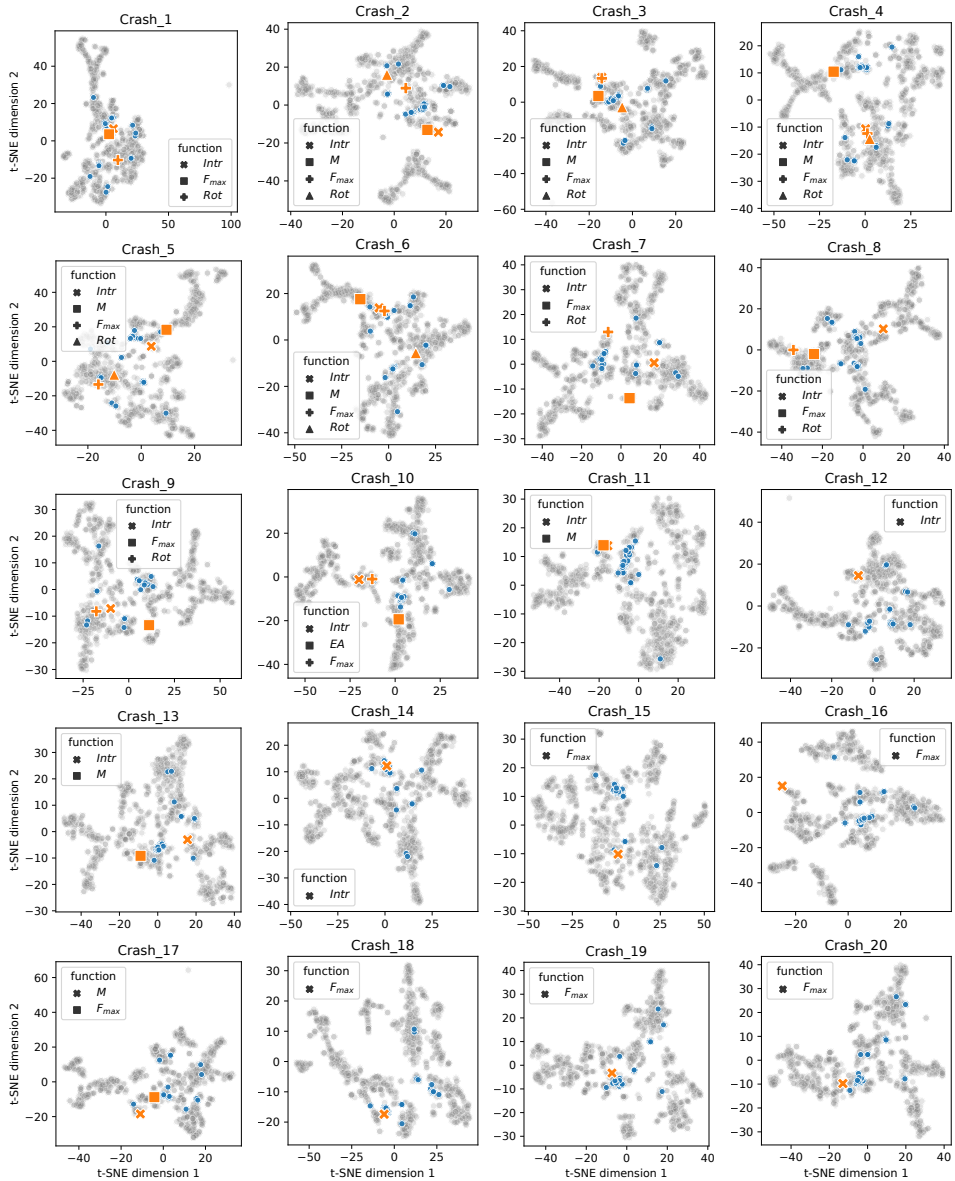 Crash_1
t-SNE dimension 2
40
20
0
−20
0
50
100
function
Intr
M
F_max
Rot
Crash_2
20
0
−20
−40
−40
−20
0
20
function
Intr
M
F_max
Rot
Crash_3
40
20
0
−20
−40
−60
−40
−20
0
20
function
Intr
M
F_max
Rot
Crash_4
20
10
0
−10
−20
−30
−40
−50
−25
0
25
function
Intr
M
F_max
Rot
Crash_5
t-SNE dimension 2
40
20
0
−20
−40
−20
0
20
function
Intr
M
F_max
Rot
Crash_6
20
0
−20
−40
−50
−25
0
25
function
Intr
M
F_max
Rot
Crash_7
40
30
20
10
0
−10
−20
−30
−40
−20
0
20
40
function
Intr
F_max
Rot
Crash_8
40
20
0
−20
−40
−40
−20
0
20
40
function
Intr
F_max
Rot
Crash_9
t-SNE dimension 2
30
20
10
0
−10
−20
−30
−25
0
25
50
function
Intr
F_max
Rot
Crash_10
20
0
−20
−40
−50
−25
0
25
function
Intr
EA
F_max
Crash_11
30
20
10
0
−10
−20
−30
−40
−20
0
20
function
Intr
M
Crash_12
40
20
0
−20
−50
−25
0
25
function
Intr
Crash_13
t-SNE dimension 2
30
20
10
0
−10
−20
−30
−40
−20
0
20
40
function
Intr
M
Crash_14
20
10
0
−10
−20
−30
−40
−50
−25
0
25
function
Intr
Crash_15
30
20
10
0
−10
−20
−30
−50
−25
0
25
50
function
F_max
Crash_16
40
20
0
−20
−40
−20
0
20
function
F_max
Crash_17
t-SNE dimension 2
60
40
20
0
−20
−40
−20
0
20
t-SNE dimension 1
function
M
F_max
Crash_18
30
20
10
0
−10
−20
−50
−25
0
25
50
t-SNE dimension 1
function
F_max
Crash_19
40
30
20
10
0
−10
−20
−30
−40
−20
0
20
40
t-SNE dimension 1
function
F_max
Crash_20
40
30
20
10
0
−10
−20
−30
−40
−20
0
20
40
t-SNE dimension 1
function
F_max